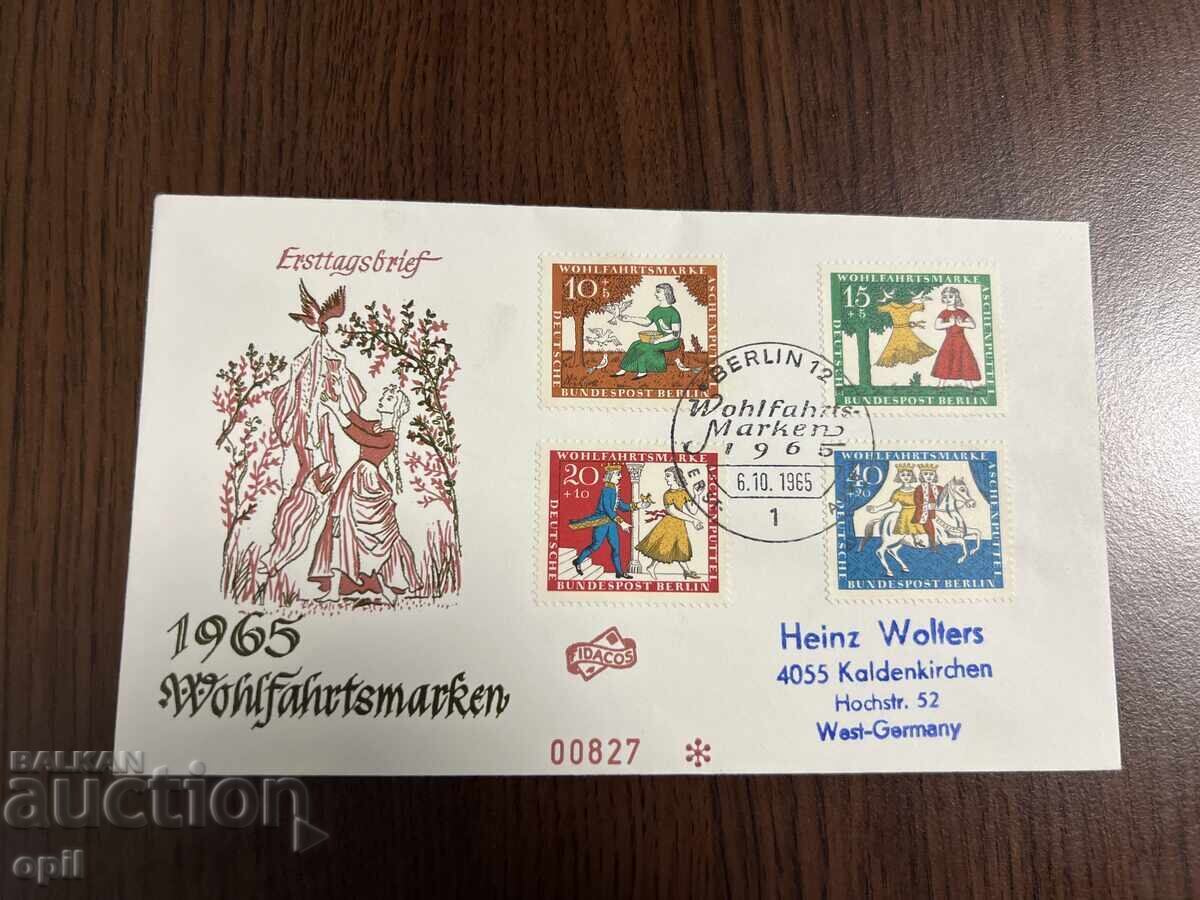 Ersttagsbrief
1965
Wohlfahrtsmarken
WOHLFAHRTSMARKE
10+5
ASCHENPUTTEL
DEUTSCHE
BUNDESPOST BERLIN
WOHLFAHRTSMARKE
15+5
ASCHENPUTTEL
DEUTSCHE
BUNDESPOST BERLIN
WOHLFAHRTSMARKE
20+10
ASCHENPUTTEL
DEUTSCHE
BUNDESPOST BERLIN
WOHLFAHRTSMARKE
40+20
ASCHENPUTTEL
DEUTSCHE
BUNDESPOST BERLIN
BERLIN 12
Wohlfahrts-
Marken
1965
6.10.1965
1
FIDACOS
00827 *
Heinz Wolters
4055 Kaldenkirchen
Hochstr. 52
West-Germany
BALKAN
auction
opil